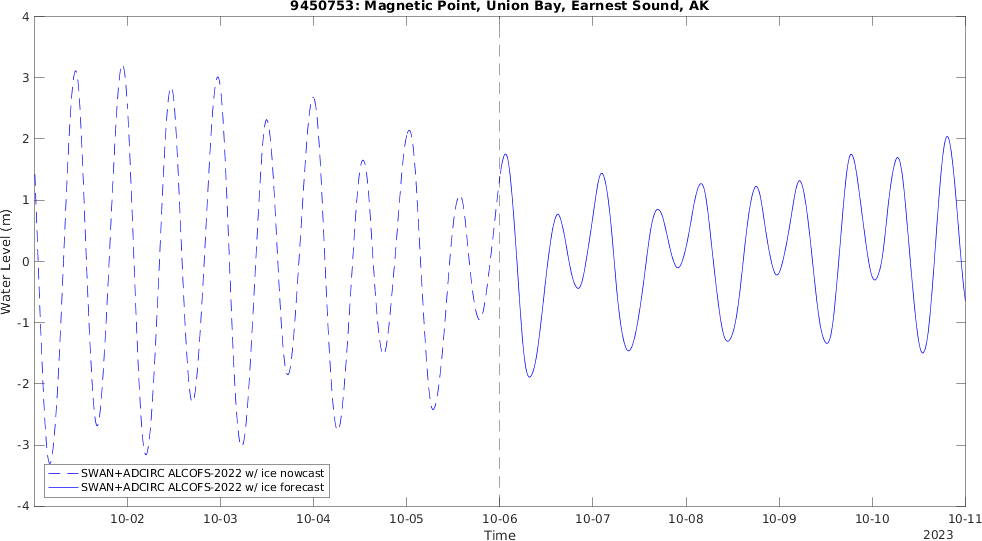 9450753: Magnetic Point, Union Bay, Earnest Sound, AK
4
3
2
1
0
-1
-2
-3
-4
Water Level (m)
SWAN+ADCIRC ALCOFS-2022 w/ ice nowcast
SWAN+ADCIRC ALCOFS-2022 w/ ice forecast
10-02 10-03 10-04 10-05 10-06 10-07 10-08 10-09 10-10 10-11
Time
2023